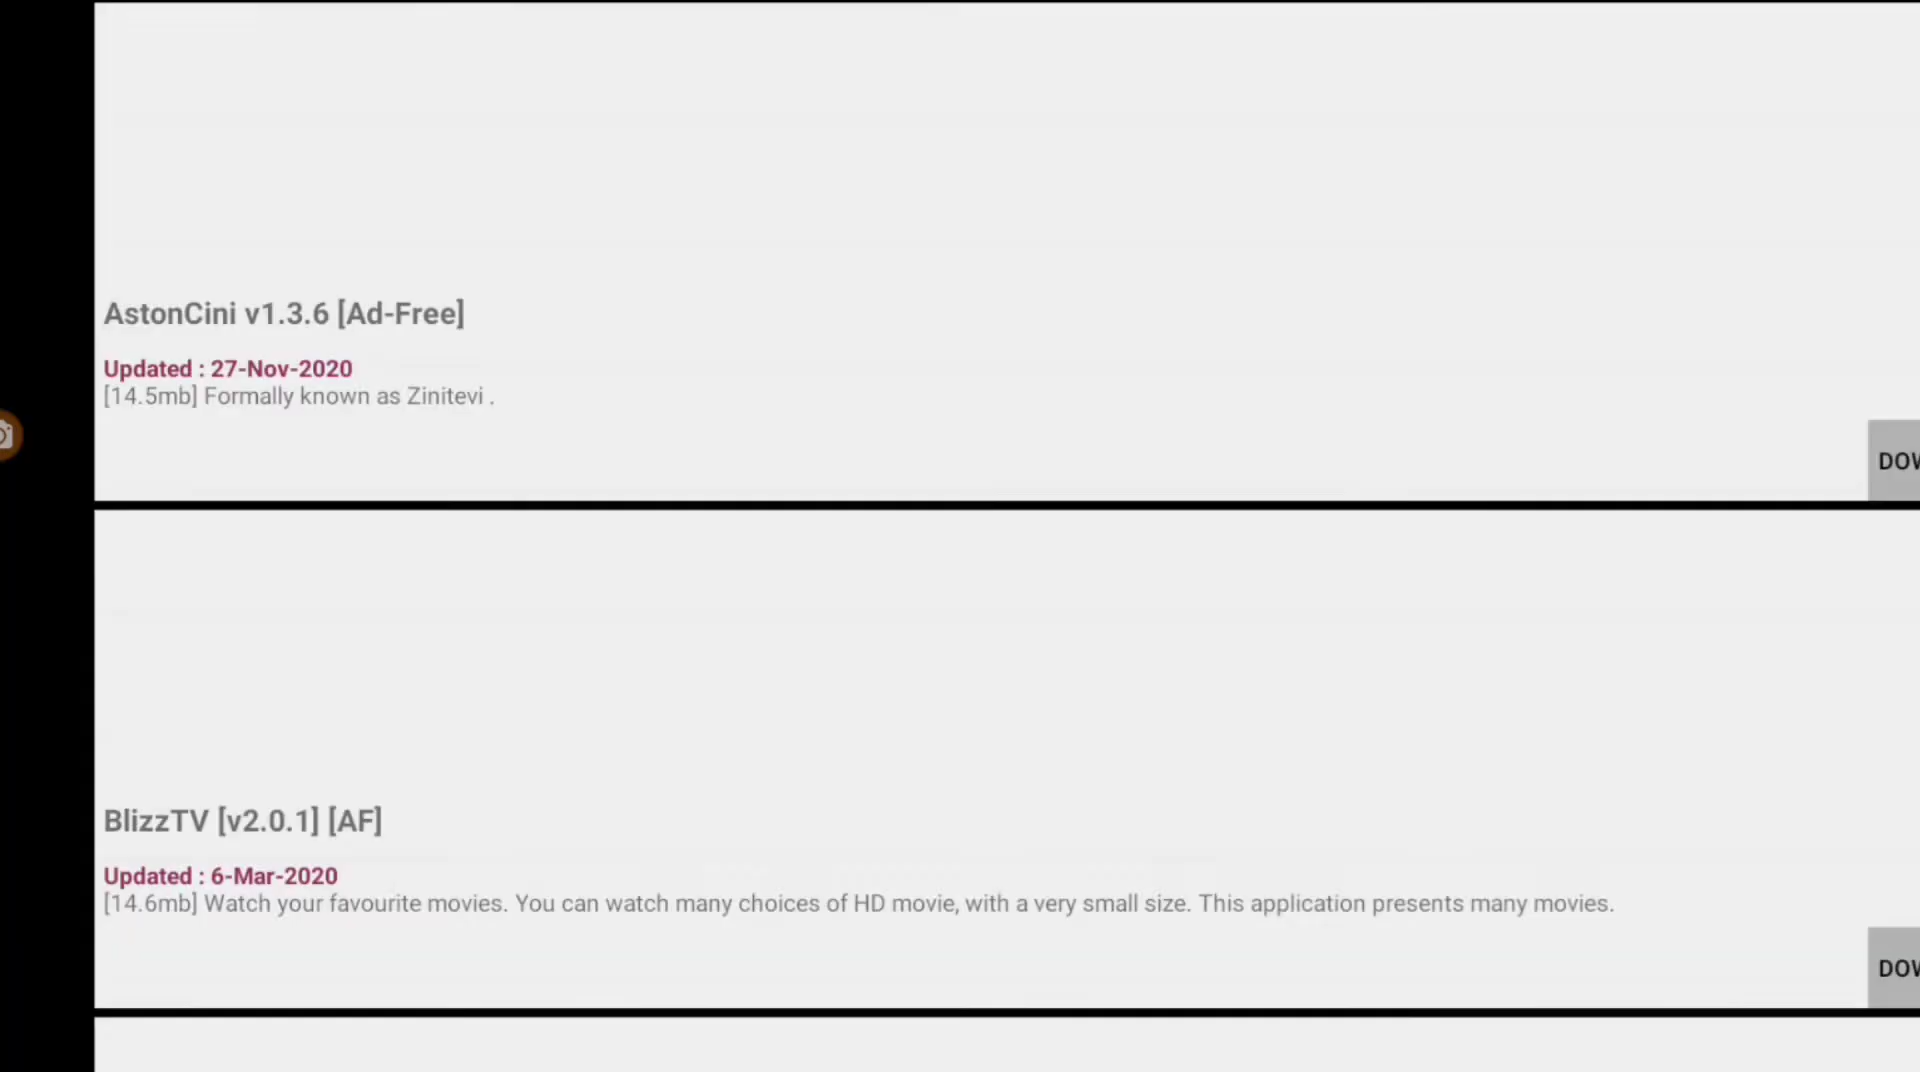 AstonCini v1.3.6 [Ad-Free]
Updated : 27-Nov-2020
[14.5mb] Formally known as Zinitevi .
DOW
BlizzTV [v2.0.1] [AF]
Updated : 6-Mar-2020
[14.6mb] Watch your favourite movies. You can watch many choices of HD movie, with a very small size. This application presents many movies.
DOW